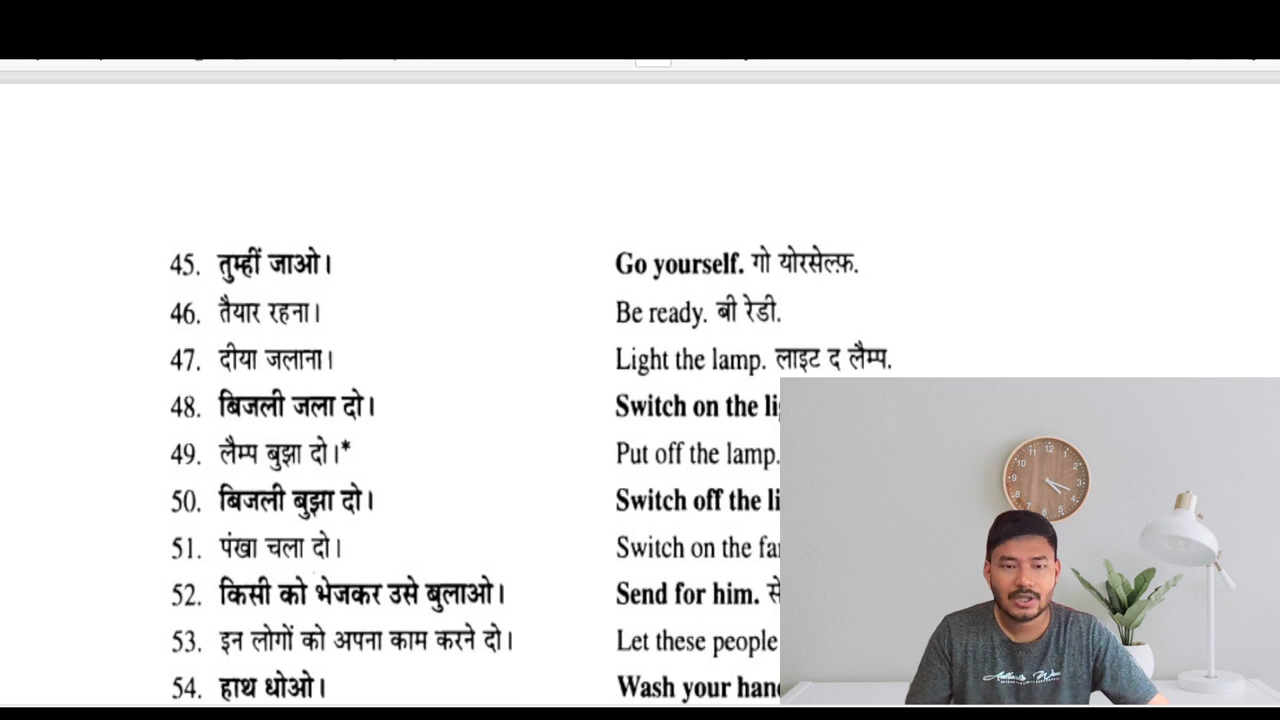 45. तुम्हीं जाओ। Go yourself. गो योरसेल्फ़.
46. तैयार रहना। Be ready. बी रेडी.
47. दीया जलाना। Light the lamp. लाइट द लैम्प.
48. बिजली जला दो। Switch on the
49. लैम्प बुझा दो।* Put off the lamp.
50. बिजली बुझा दो। Switch off the
51. पंखा चला दो। Switch on the
52. किसी को भेजकर उसे बुलाओ। Send for him.
53. इन लोगों को अपना काम करने दो। Let these people
54. हाथ धोओ। Wash your